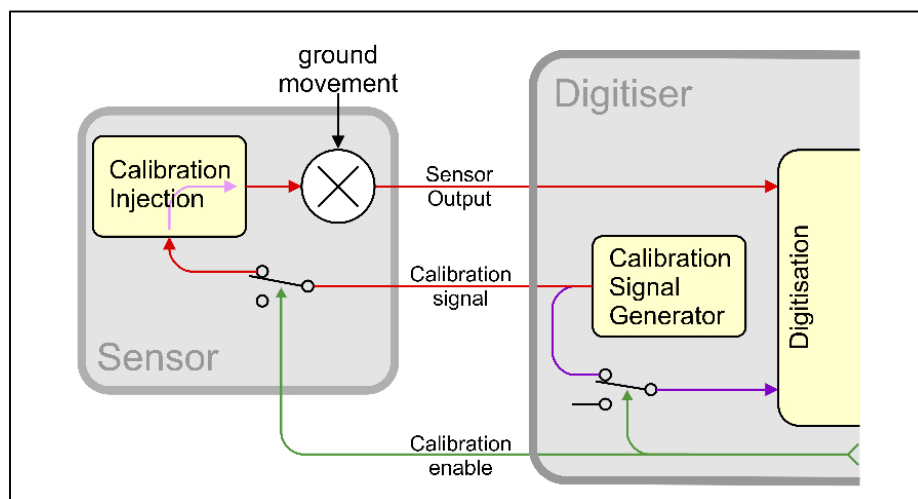 ground
movement
Digitiser
Calibration
Injection
Sensor
Output
Calibration
Signal
Generator
Digitisation
Calibration
signal
Sensor
Calibration
enable